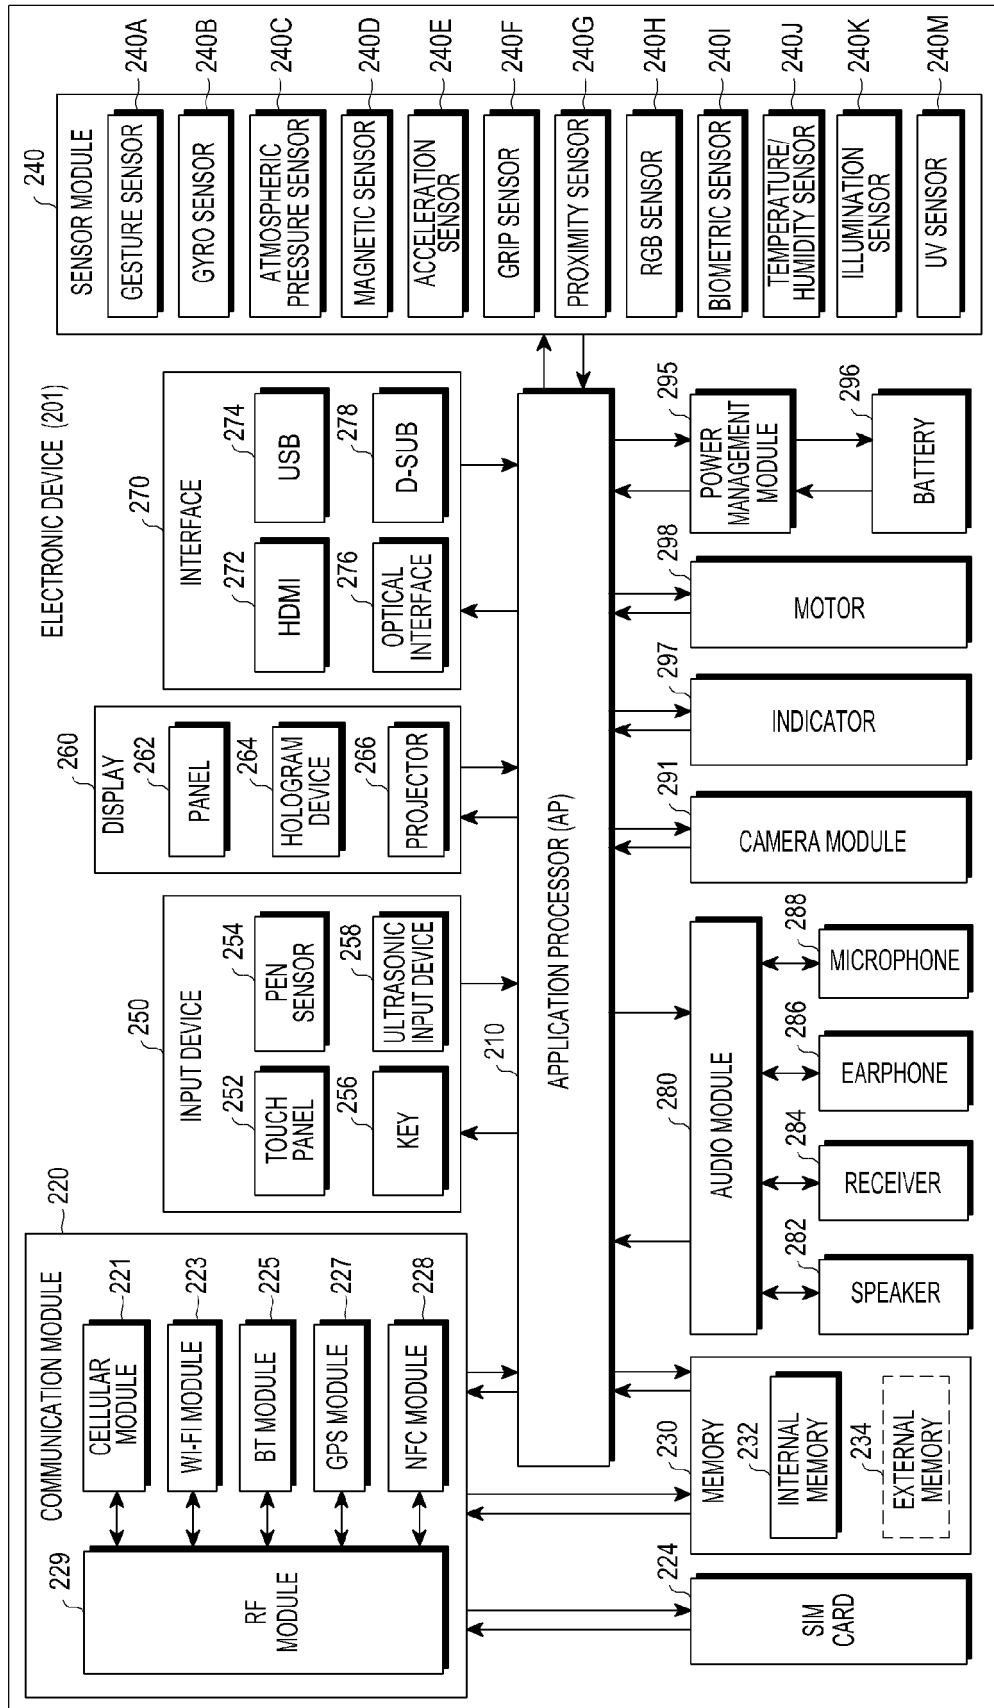 ELECTRONIC DEVICE (201)
COMMUNICATION MODULE
220
CELLULAR
MODULE
221
WI-FI MODULE
223
BT MODULE
225
GPS MODULE
227
NFC MODULE
228
229
RF
MODULE
250
INPUT DEVICE
252
TOUCH
PANEL
254
PEN
SENSOR
256
KEY
258
ULTRASONIC
INPUT DEVICE
260
DISPLAY
262
PANEL
264
HOLOGRAM
DEVICE
266
PROJECTOR
270
INTERFACE
272
HDMI
274
USB
276
OPTICAL
INTERFACE
278
D-SUB
240
SENSOR MODULE
GESTURE SENSOR
240A
GYRO SENSOR
240B
ATMOSPHERIC
PRESSURE SENSOR
240C
MAGNETIC SENSOR
240D
ACCELERATION
SENSOR
240E
GRIP SENSOR
240F
PROXIMITY SENSOR
240G
RGB SENSOR
240H
BIOMETRIC SENSOR
240I
TEMPERATURE/
HUMIDITY SENSOR
240J
ILLUMINATION
SENSOR
240K
UV SENSOR
240M
210
APPLICATION PROCESSOR (AP)
224
SIM
CARD
230
MEMORY
232
INTERNAL
MEMORY
234
EXTERNAL
MEMORY
280
AUDIO MODULE
282
SPEAKER
284
RECEIVER
286
EARPHONE
288
MICROPHONE
291
CAMERA MODULE
297
INDICATOR
298
MOTOR
295
POWER
MANAGEMENT
MODULE
296
BATTERY